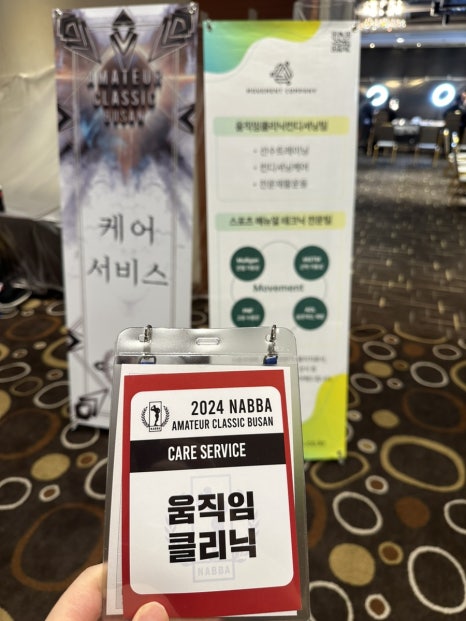 AMATEUR
CLASSIC
BUSAN
케어
서비스
MOVEMENT COMPANY
움직임클리닉컨디셔닝팀
• 선수트레이닝
• 컨디셔닝케어
• 전문재활운동
스포츠 메뉴얼 테크닉 전문팀
Mulligan
Movement
2024 NABBA
AMATEUR CLASSIC BUSAN
NABBA
CARE SERVICE
움직임
클리닉
NABBA